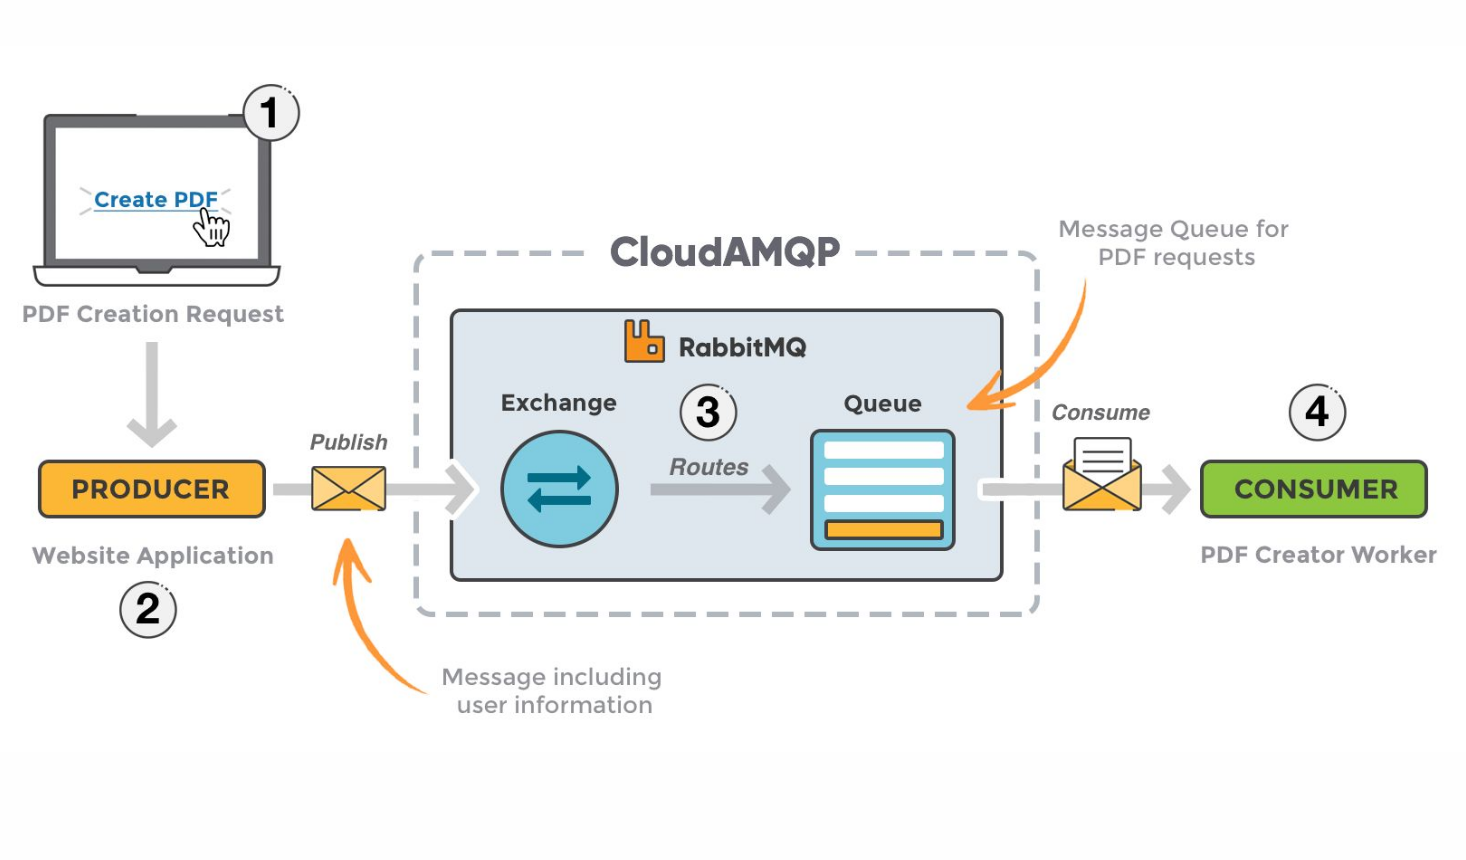 1
Create PDF
PDF Creation Request
PRODUCER
Website Application
2
Publish
Message including
user information
CloudAMQP
RabbitMQ
Exchange
3
Routes
Queue
Message Queue for
PDF requests
Consume
4
CONSUMER
PDF Creator Worker